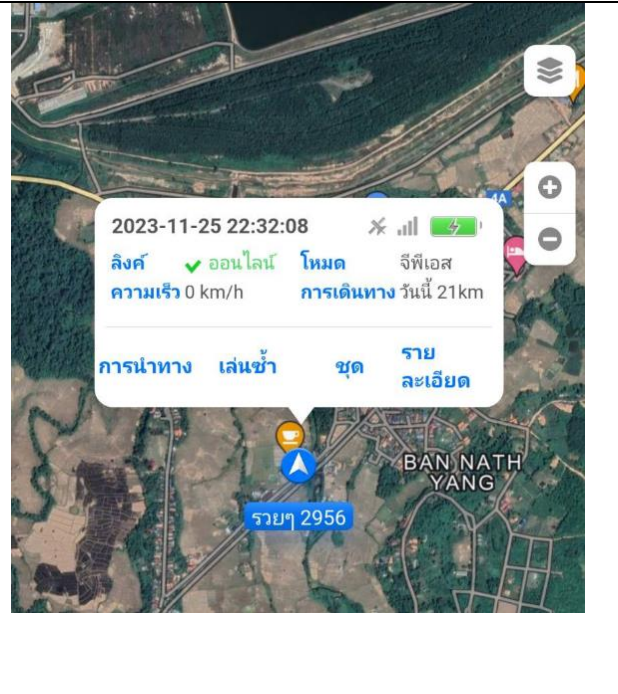 4A
2023-11-25 22:32:08
ลิงค์ ออนไลน์ โหมด จีพีเอส
ความเร็ว 0 km/h การเดินทาง วันนี้ 21km
การนำทาง เล่นซ้ำ ชุด ราย
ละเอียด
BAN NATH
YANG
รวยๆ 2956